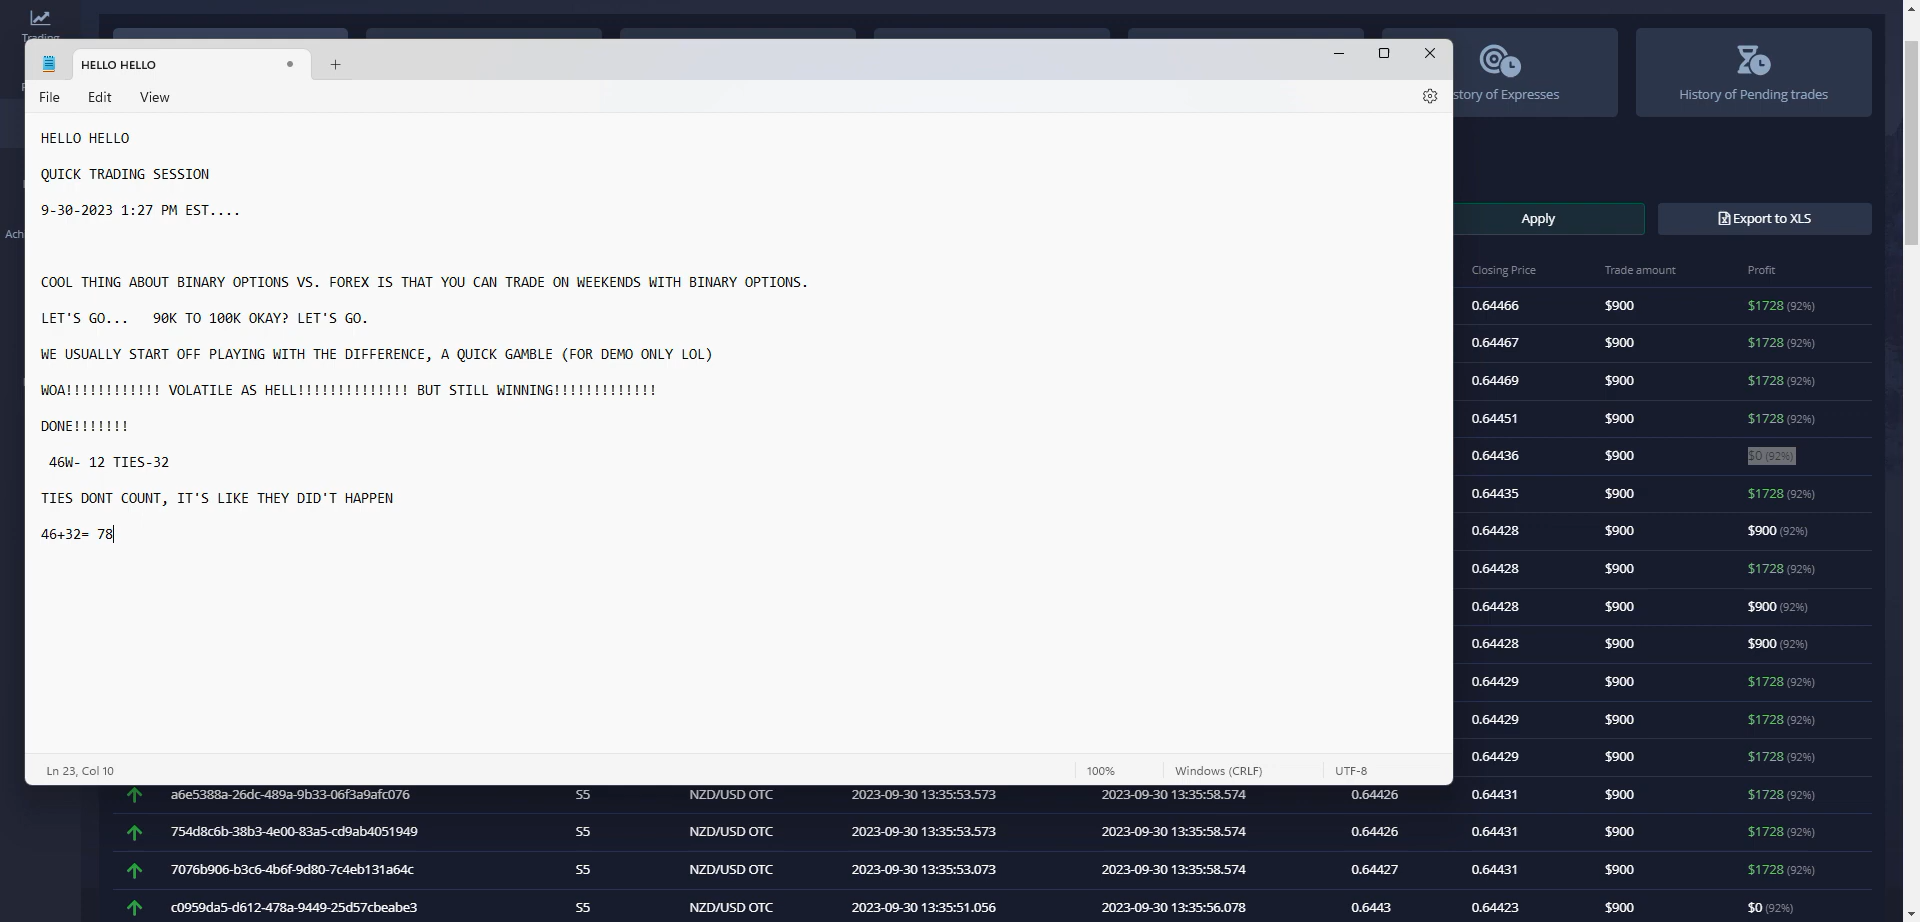 Trading
HELLO HELLO
File Edit View
HELLO HELLO
QUICK TRADING SESSION
9-30-2023 1:27 PM EST....
COOL THING ABOUT BINARY OPTIONS VS. FOREX IS THAT YOU CAN TRADE ON WEEKENDS WITH BINARY OPTIONS.
LET'S GO... 90K TO 100K OKAY? LET'S GO.
WE USUALLY START OFF PLAYING WITH THE DIFFERENCE, A QUICK GAMBLE (FOR DEMO ONLY LOL)
WOA!!!!!!!!!!!! VOLATILE AS HELL!!!!!!!!!!!!!! BUT STILL WINNING!!!!!!!!!!!!!
DONE!!!!!!!
46W- 12 TIES-32
TIES DONT COUNT, IT'S LIKE THEY DID'T HAPPEN
46+32= 78
Ln 23, Col 10 100% Windows (CRLF) UTF-8
Ach
story of Expresses
History of Pending trades
Apply Export to XLS
Closing Price Trade amount Profit
0.64466 $900 $1728 (92%)
0.64467 $900 $1728 (92%)
0.64469 $900 $1728 (92%)
0.64451 $900 $1728 (92%)
0.64436 $900 $0 (92%)
0.64435 $900 $1728 (92%)
0.64428 $900 $900 (92%)
0.64428 $900 $1728 (92%)
0.64428 $900 $900 (92%)
0.64428 $900 $900 (92%)
0.64429 $900 $1728 (92%)
0.64429 $900 $1728 (92%)
0.64429 $900 $1728 (92%)
a6e5388a-26dc-489a-9b33-06f3a9afc076 S5 NZD/USD OTC 2023-09-30 13:35:53.573 2023-09-30 13:35:58.574 0.64426 0.64431 $900 $1728 (92%)
754d8c6b-38b3-4e00-83a5-cd9ab4051949 S5 NZD/USD OTC 2023-09-30 13:35:53.573 2023-09-30 13:35:58.574 0.64426 0.64431 $900 $1728 (92%)
7076b906-b3c6-4b6f-9d80-7c4eb131a64c S5 NZD/USD OTC 2023-09-30 13:35:53.073 2023-09-30 13:35:58.574 0.64427 0.64431 $900 $1728 (92%)
c0959da5-d612-478a-9449-25d57cbeabe3 S5 NZD/USD OTC 2023-09-30 13:35:51.056 2023-09-30 13:35:56.078 0.6443 0.64423 $900 $0 (92%)